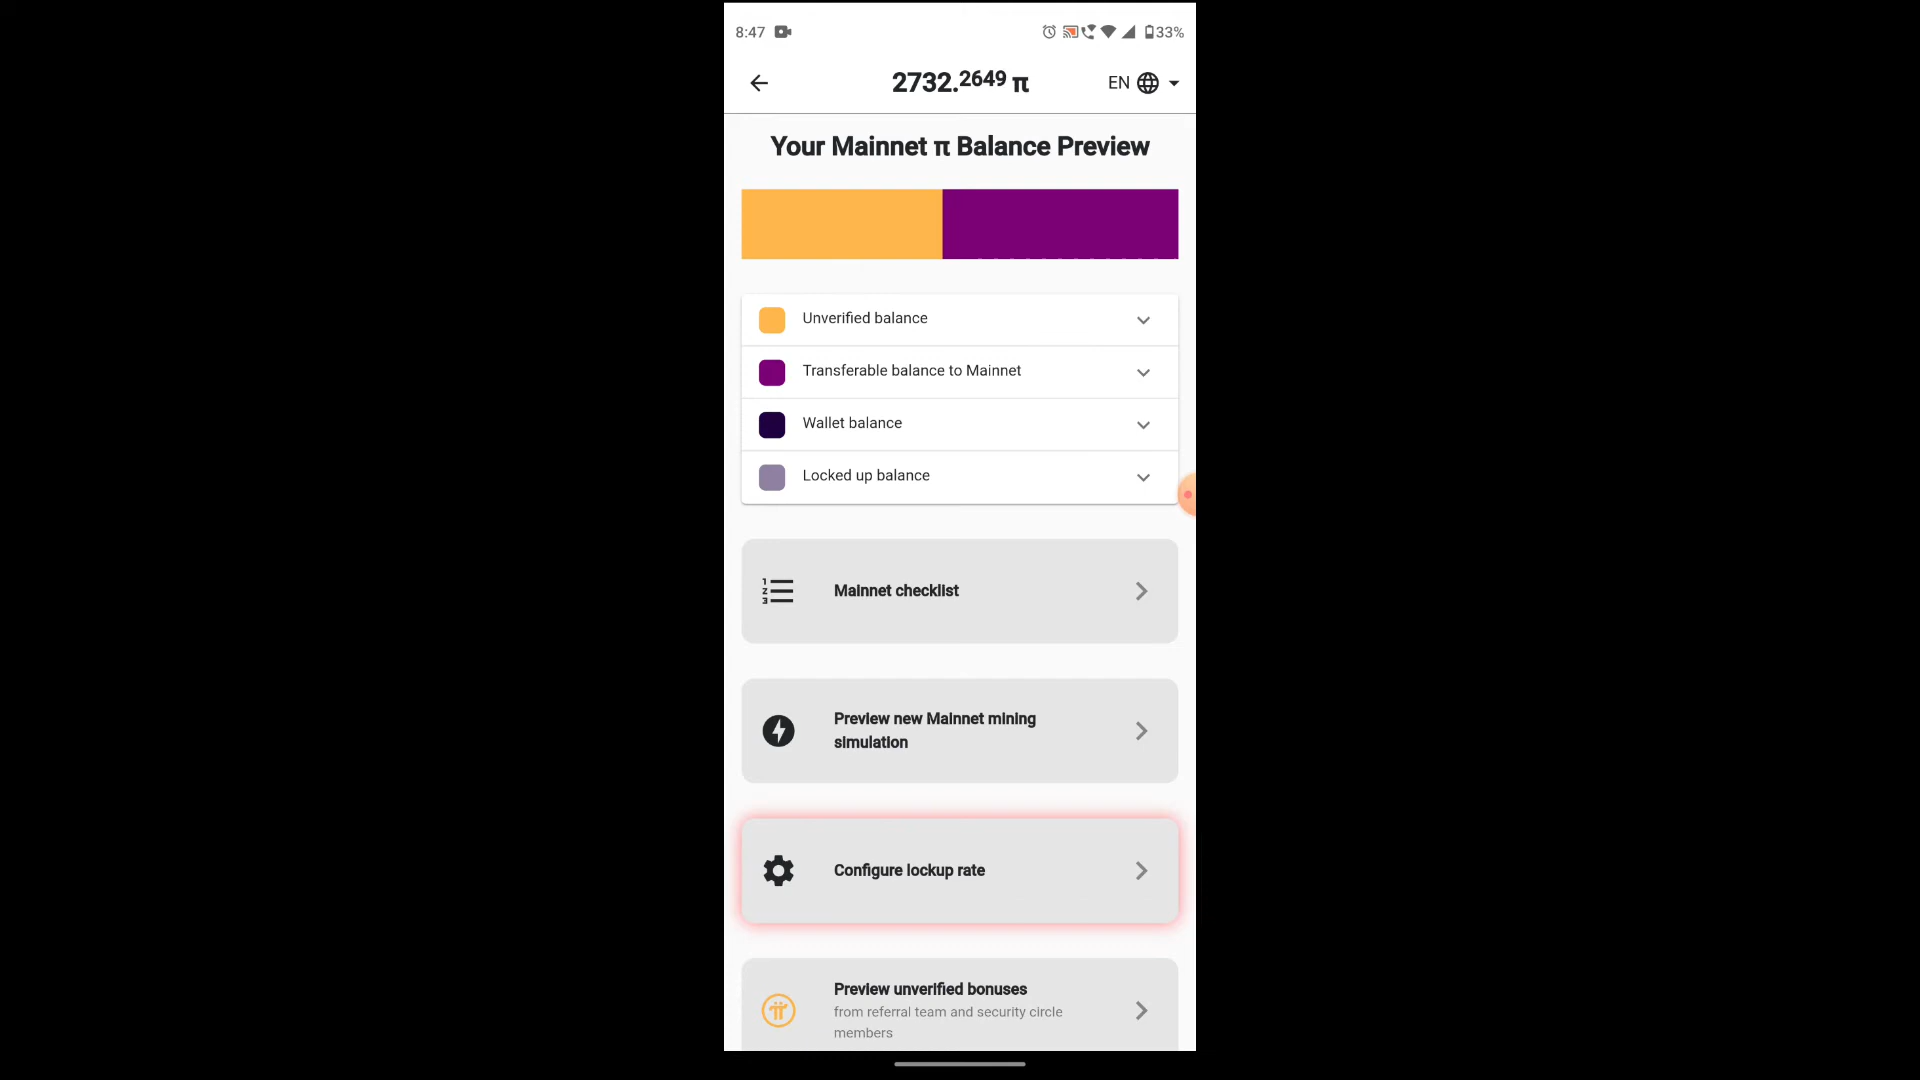 8:47
33%
2732.2649 π
EN
Your Mainnet π Balance Preview
Unverified balance
Transferable balance to Mainnet
Wallet balance
Locked up balance
Mainnet checklist
Preview new Mainnet mining
simulation
Configure lockup rate
Preview unverified bonuses
from referral team and security circle
members